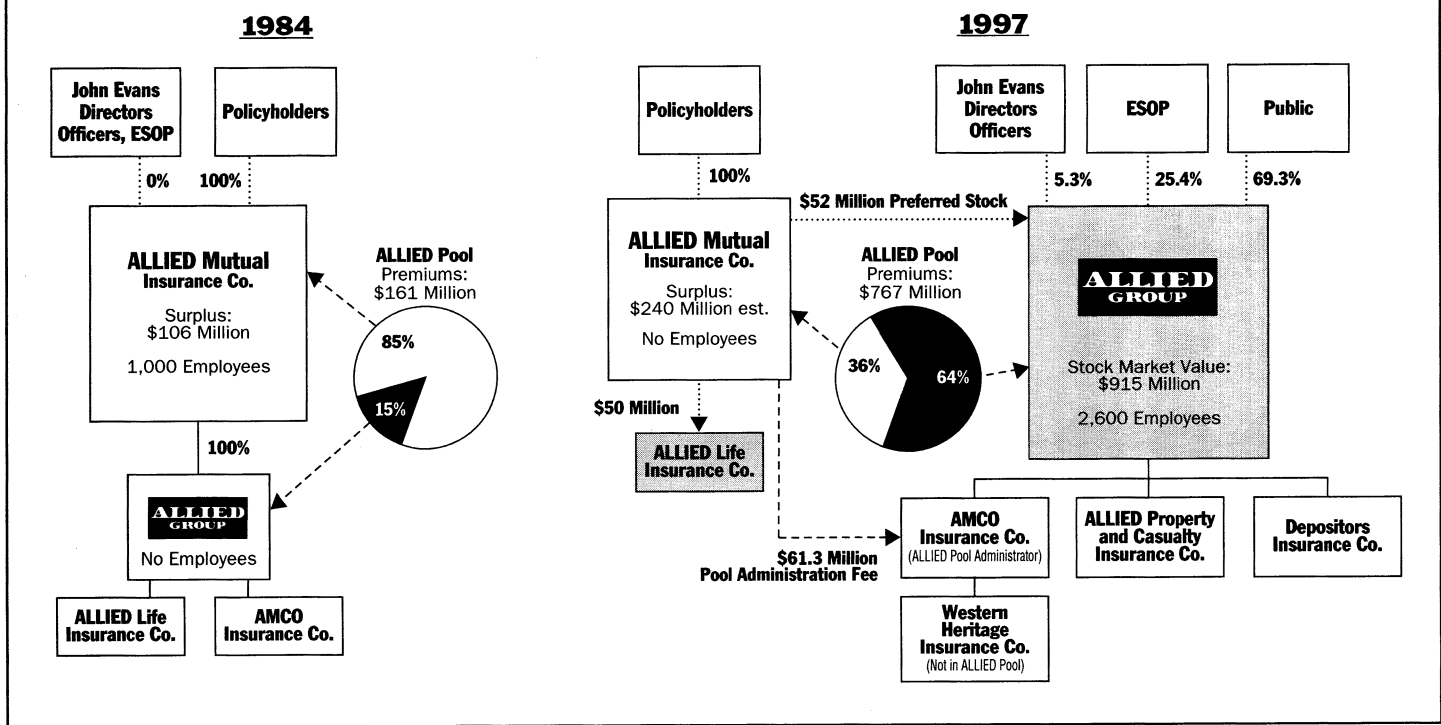 1984
John Evans
Directors
Officers, ESOP
Policyholders
0%
100%
ALLIED Mutual
Insurance Co.
Surplus:
$106 Million
1,000 Employees
ALLIED Pool
Premiums:
$161 Million
85%
15%
100%
ALLIED
GROUP
No Employees
ALLIED Life
Insurance Co.
AMCO
Insurance Co.
1997
Policyholders
John Evans
Directors
Officers
ESOP
Public
100%
5.3%
25.4%
69.3%
$52 Million Preferred Stock
ALLIED Mutual
Insurance Co.
Surplus:
$240 Million est.
No Employees
ALLIED Pool
Premiums:
$767 Million
36%
64%
ALLIED
GROUP
Stock Market Value:
$915 Million
2,600 Employees
$50 Million
ALLIED Life
Insurance Co.
$61.3 Million
Pool Administration Fee
AMCO
Insurance Co.
(ALLIED Pool Administrator)
ALLIED Property
and Casualty
Insurance Co.
Depositors
Insurance Co.
Western
Heritage
Insurance Co.
(Not in ALLIED Pool)